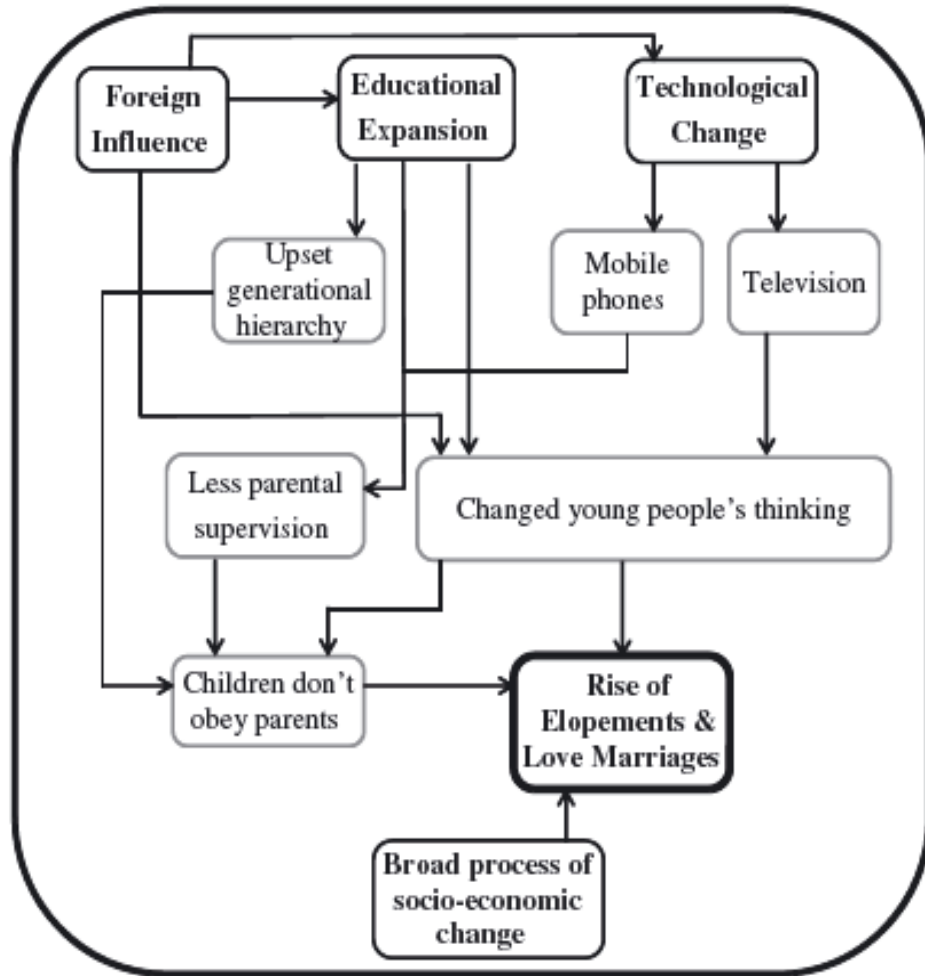 Foreign
Influence
Educational
Expansion
Technological
Change
Upset
generational
hierarchy
Mobile
phones
Television
Less parental
supervision
Changed young people's thinking
Children don't
obey parents
Rise of
Elopements &
Love Marriages
Broad process of
socio-economic
change